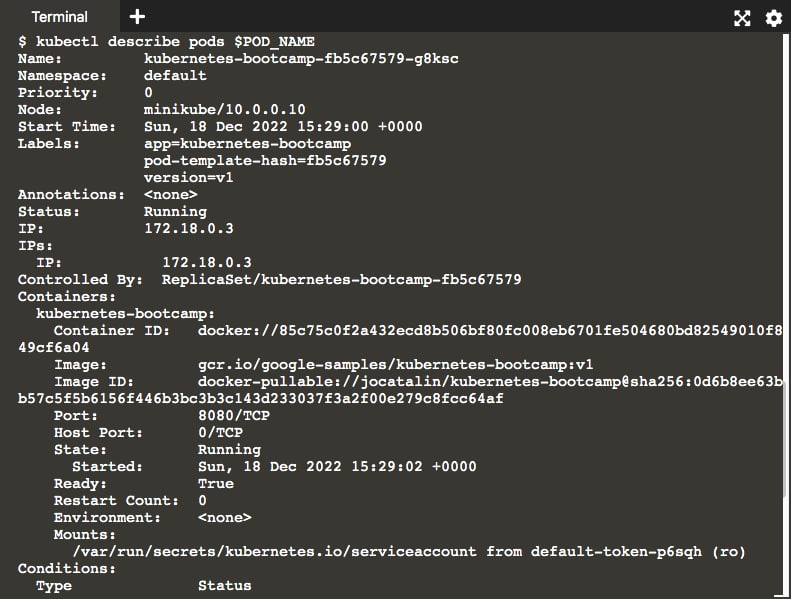 Terminal +
$ kubectl describe pods $POD_NAME
Name: kubernetes-bootcamp-fb5c67579-g8ksc
Namespace: default
Priority: 0
Node: minikube/10.0.0.10
Start Time: Sun, 18 Dec 2022 15:29:00 +0000
Labels: app=kubernetes-bootcamp
pod-template-hash=fb5c67579
version=v1
Annotations: <none>
Status: Running
IP: 172.18.0.3
IPs:
IP: 172.18.0.3
Controlled By: ReplicaSet/kubernetes-bootcamp-fb5c67579
Containers:
kubernetes-bootcamp:
Container ID: docker://85c75c0f2a432ecd8b506bf80fc008eb6701fe504680bd82549010f8
49cf6a04
Image: gcr.io/google-samples/kubernetes-bootcamp:v1
Image ID: docker-pullable://jocatalin/kubernetes-bootcamp@sha256:0d6b8ee63b
b57c5f5b6156f446b3bc3b3c143d233037f3a2f00e279c8fcc64af
Port: 8080/TCP
Host Port: 0/TCP
State: Running
Started: Sun, 18 Dec 2022 15:29:02 +0000
Ready: True
Restart Count: 0
Environment: <none>
Mounts:
/var/run/secrets/kubernetes.io/serviceaccount from default-token-p6sqh (ro)
Conditions:
Type Status